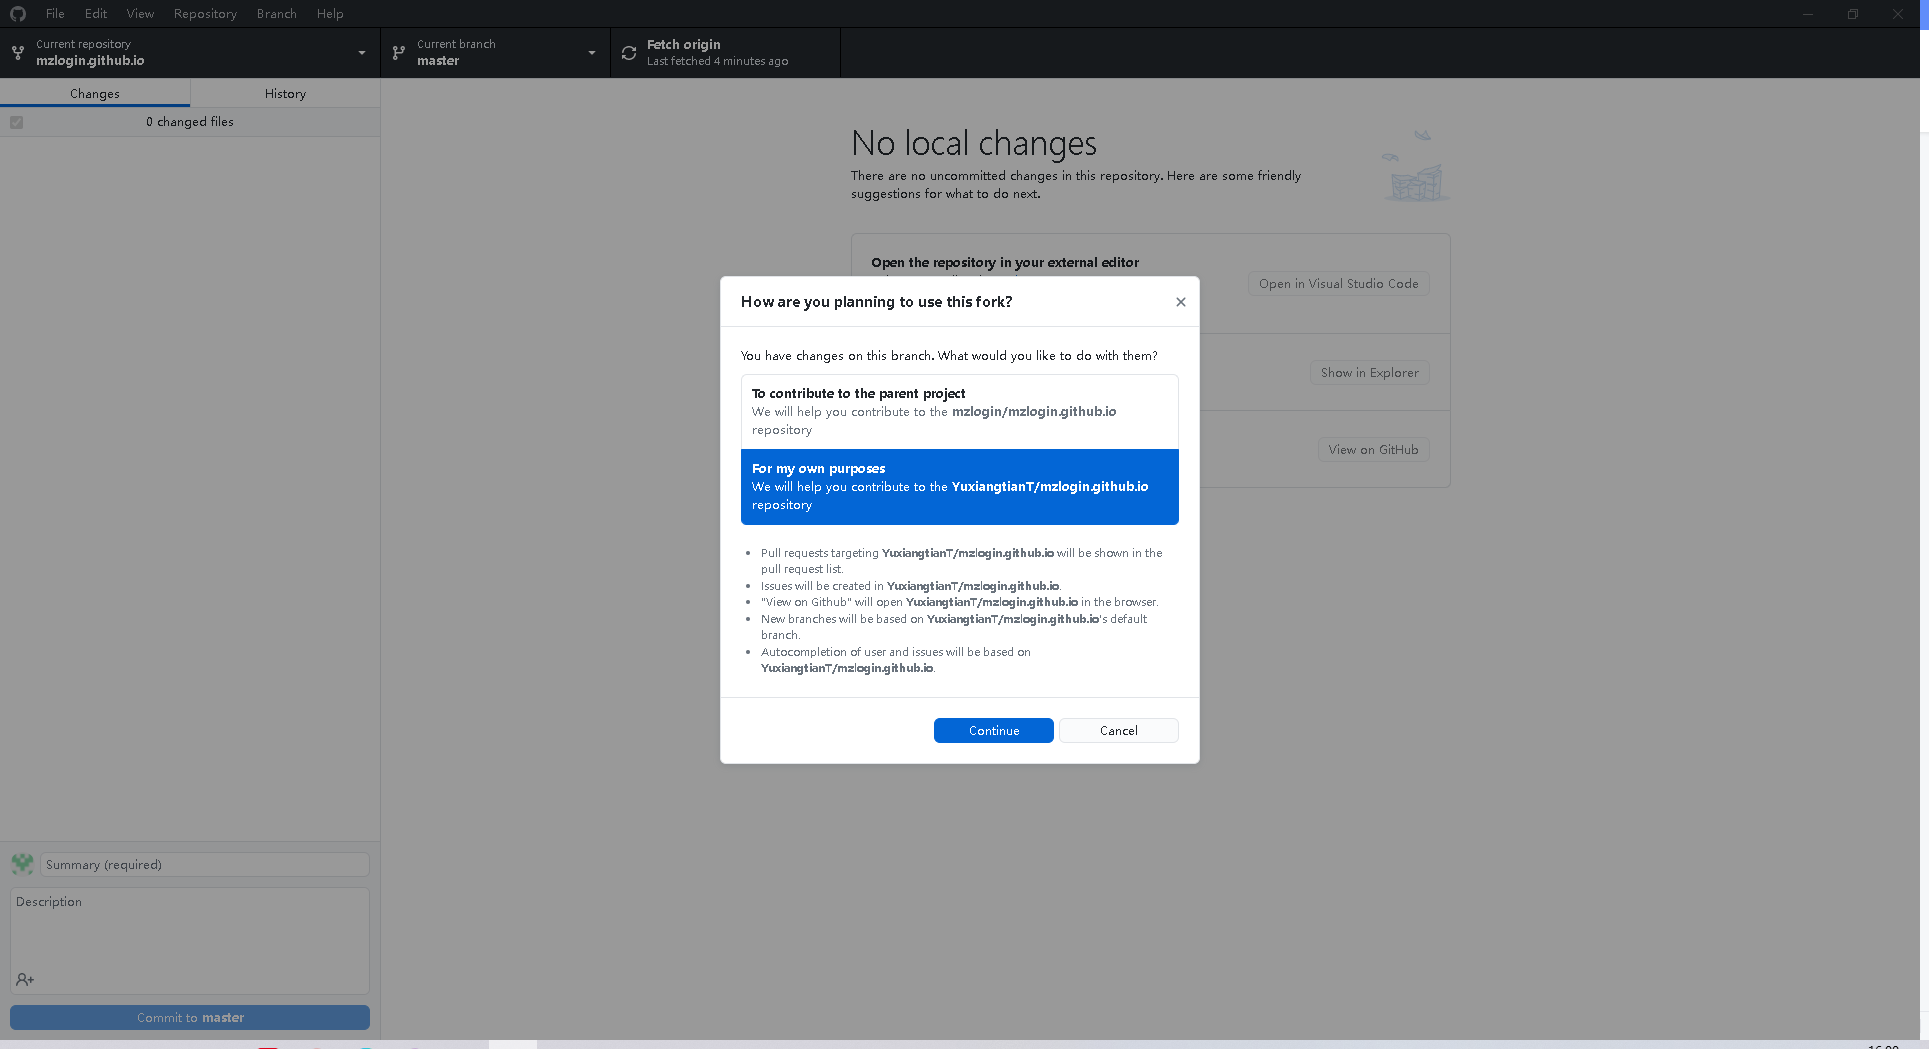 File Edit View Repository Branch Help
Current repository
mzlogin.github.io
Current branch
master
Fetch origin
Last fetched 4 minutes ago
Changes
History
0 changed files
No local changes
There are no uncommitted changes in this repository. Here are some friendly
suggestions for what to do next.
Open the repository in your external editor
Open in Visual Studio Code
Show in Explorer
View on GitHub
How are you planning to use this fork?
You have changes on this branch. What would you like to do with them?
To contribute to the parent project
We will help you contribute to the mzlogin/mzlogin.github.io
repository
For my own purposes
We will help you contribute to the YuxiangtianT/mzlogin.github.io
repository
Pull requests targeting YuxiangtianT/mzlogin.github.io will be shown in the
pull request list.
Issues will be created in YuxiangtianT/mzlogin.github.io.
"View on Github" will open YuxiangtianT/mzlogin.github.io in the browser.
New branches will be based on YuxiangtianT/mzlogin.github.io's default
branch.
Autocompletion of user and issues will be based on
YuxiangtianT/mzlogin.github.io.
Continue
Cancel
Summary (required)
Description
Commit to master